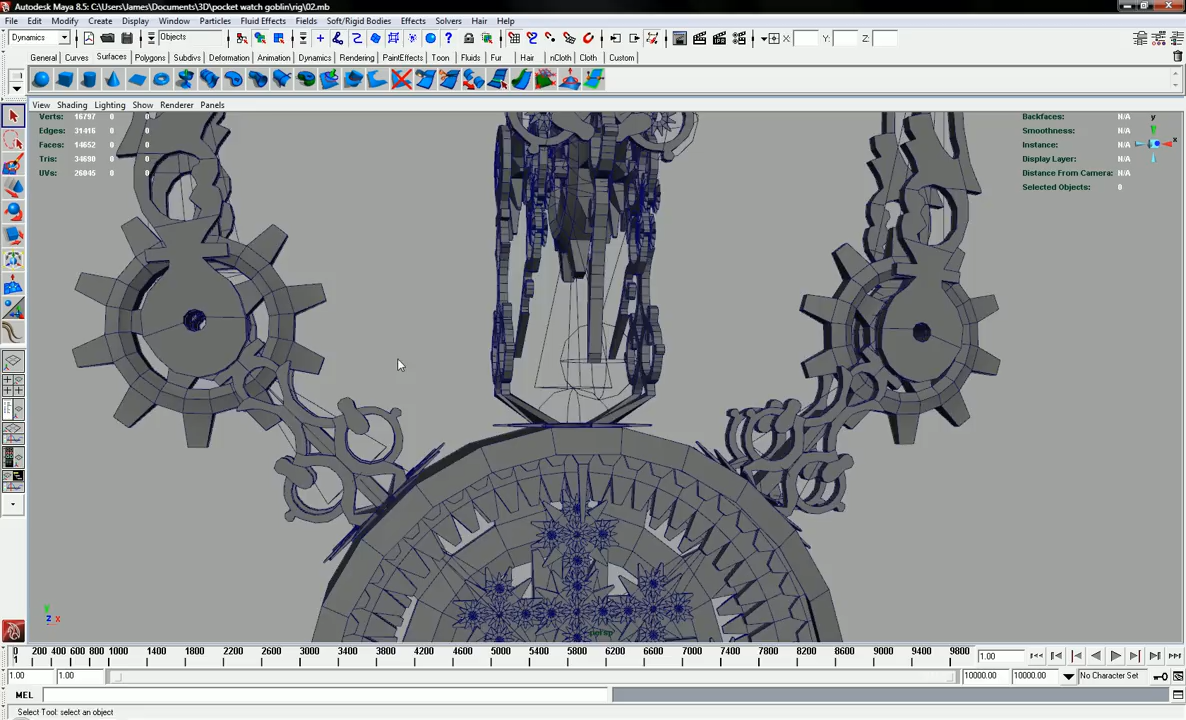 Autodesk Maya 8.5: C:\Users\James\Documents\3D\pocket watch goblin\rig\02.mb
File Edit Modify Create Display Window Particles Fluid Effects Fields Soft/Rigid Bodies Effects Solvers Hair Help
Dynamics Objects X: Y: Z:
General Curves Surfaces Polygons Subdivs Deformation Animation Dynamics Rendering PaintEffects Toon Fluids Fur Hair nCloth Cloth Custom
View Shading Lighting Show Renderer Panels
Verts: 16797 0 0
Edges: 31416 0 0
Faces: 14652 0 0
Tris: 34690 0 0
UVs: 26045 0 0
Backfaces: N/A
Smoothness: N/A
Instance: N/A
Display Layer: N/A
Distance From Camera: N/A
Selected Objects: 0
y
x
y
z x
persp
0 200 400 600 800 1000 1400 1800 2200 2600 3000 3400 3800 4200 4600 5000 5400 5800 6200 6600 7000 7400 7800 8200 8600 9000 9400 9800
1
1.00
1.00 1.00 10000.00 10000.00 No Character Set
MEL
Select Tool: select an object